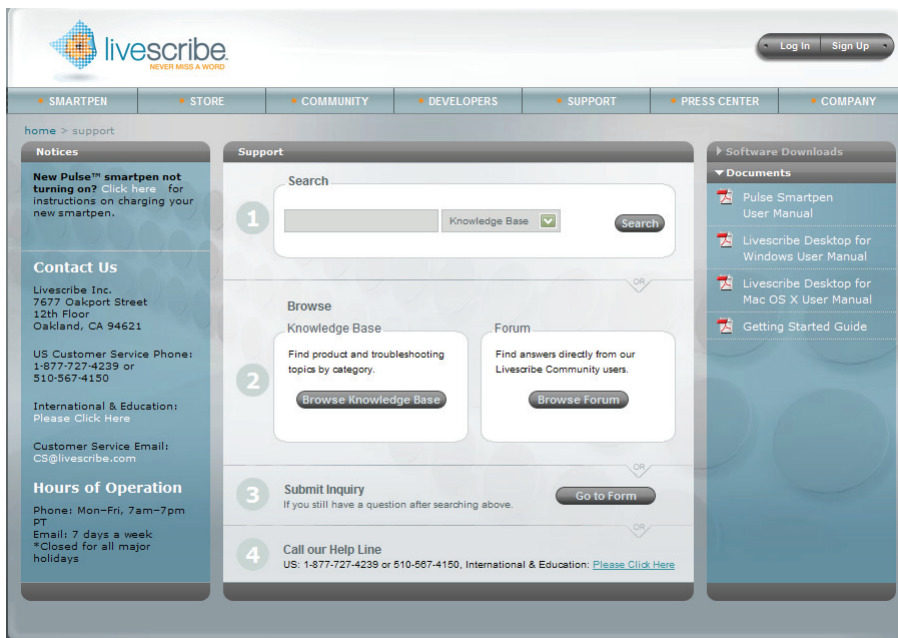 livescribe
NEVER MISS A WORD
Log In Sign Up
SMARTPEN STORE COMMUNITY DEVELOPERS SUPPORT PRESS CENTER COMPANY
home > support
Notices
New Pulse™ smartpen not
turning on? Click here for
instructions on charging your
new smartpen.
Contact Us
Livescribe Inc.
7677 Oakport Street
12th Floor
Oakland, CA 94621
US Customer Service Phone:
1-877-727-4239 or
510-567-4150
International & Education:
Please Click Here
Customer Service Email:
CS@livescribe.com
Hours of Operation
Phone: Mon–Fri, 7am–7pm
PT
Email: 7 days a week
*Closed for all major
holidays
Support
Search
1
Knowledge Base
Search
OR
Browse
2
Knowledge Base
Find product and troubleshooting
topics by category.
Browse Knowledge Base
Forum
Find answers directly from our
Livescribe Community users.
Browse Forum
OR
3
Submit Inquiry
If you still have a question after searching above.
Go to Form
OR
4
Call our Help Line
US: 1-877-727-4239 or 510-567-4150, International & Education: Please Click Here
Software Downloads
Documents
Pulse Smartpen
User Manual
Livescribe Desktop for
Windows User Manual
Livescribe Desktop for
Mac OS X User Manual
Getting Started Guide